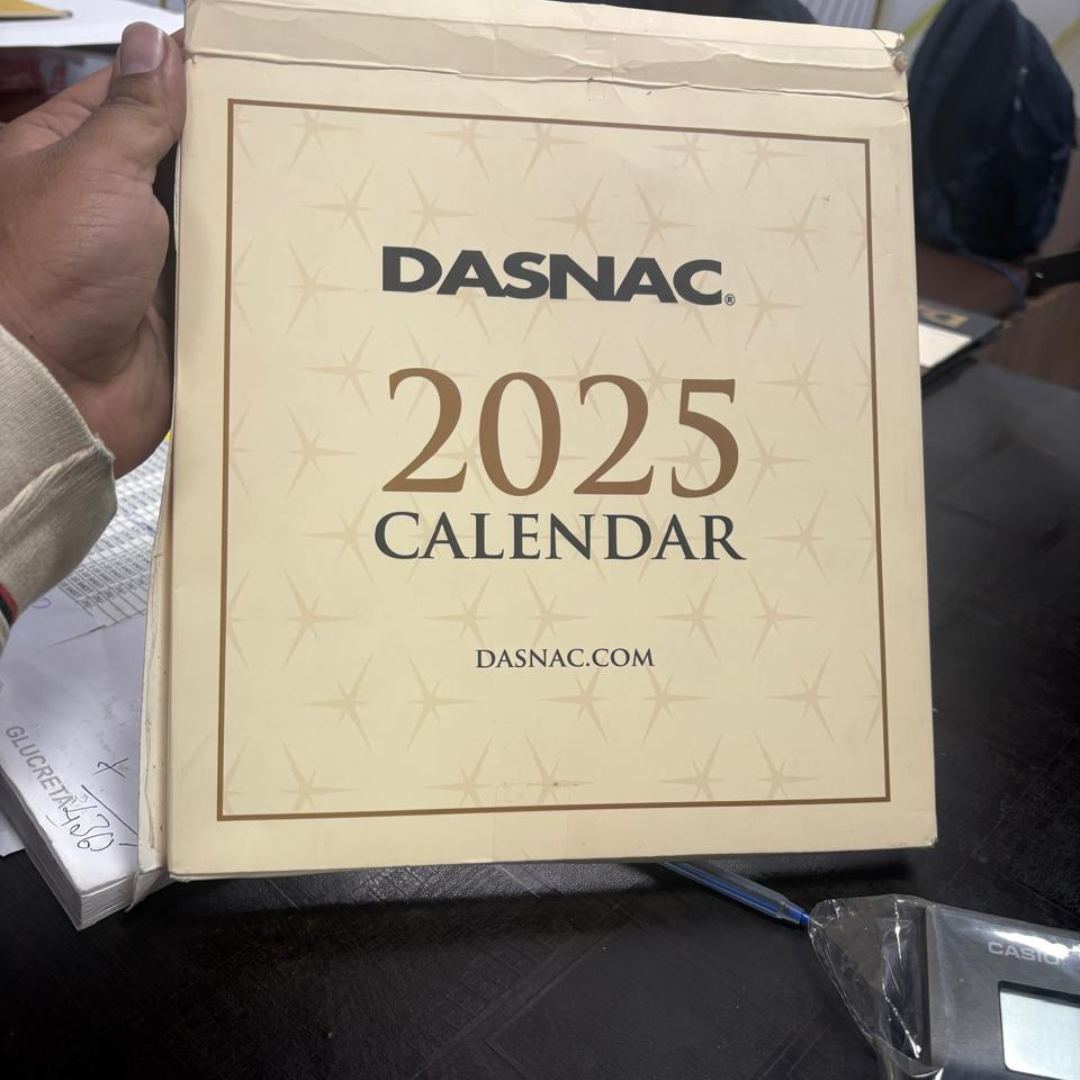 DASNAC®
2025
CALENDAR
DASNAC.COM
GLUCRETA
CASIO